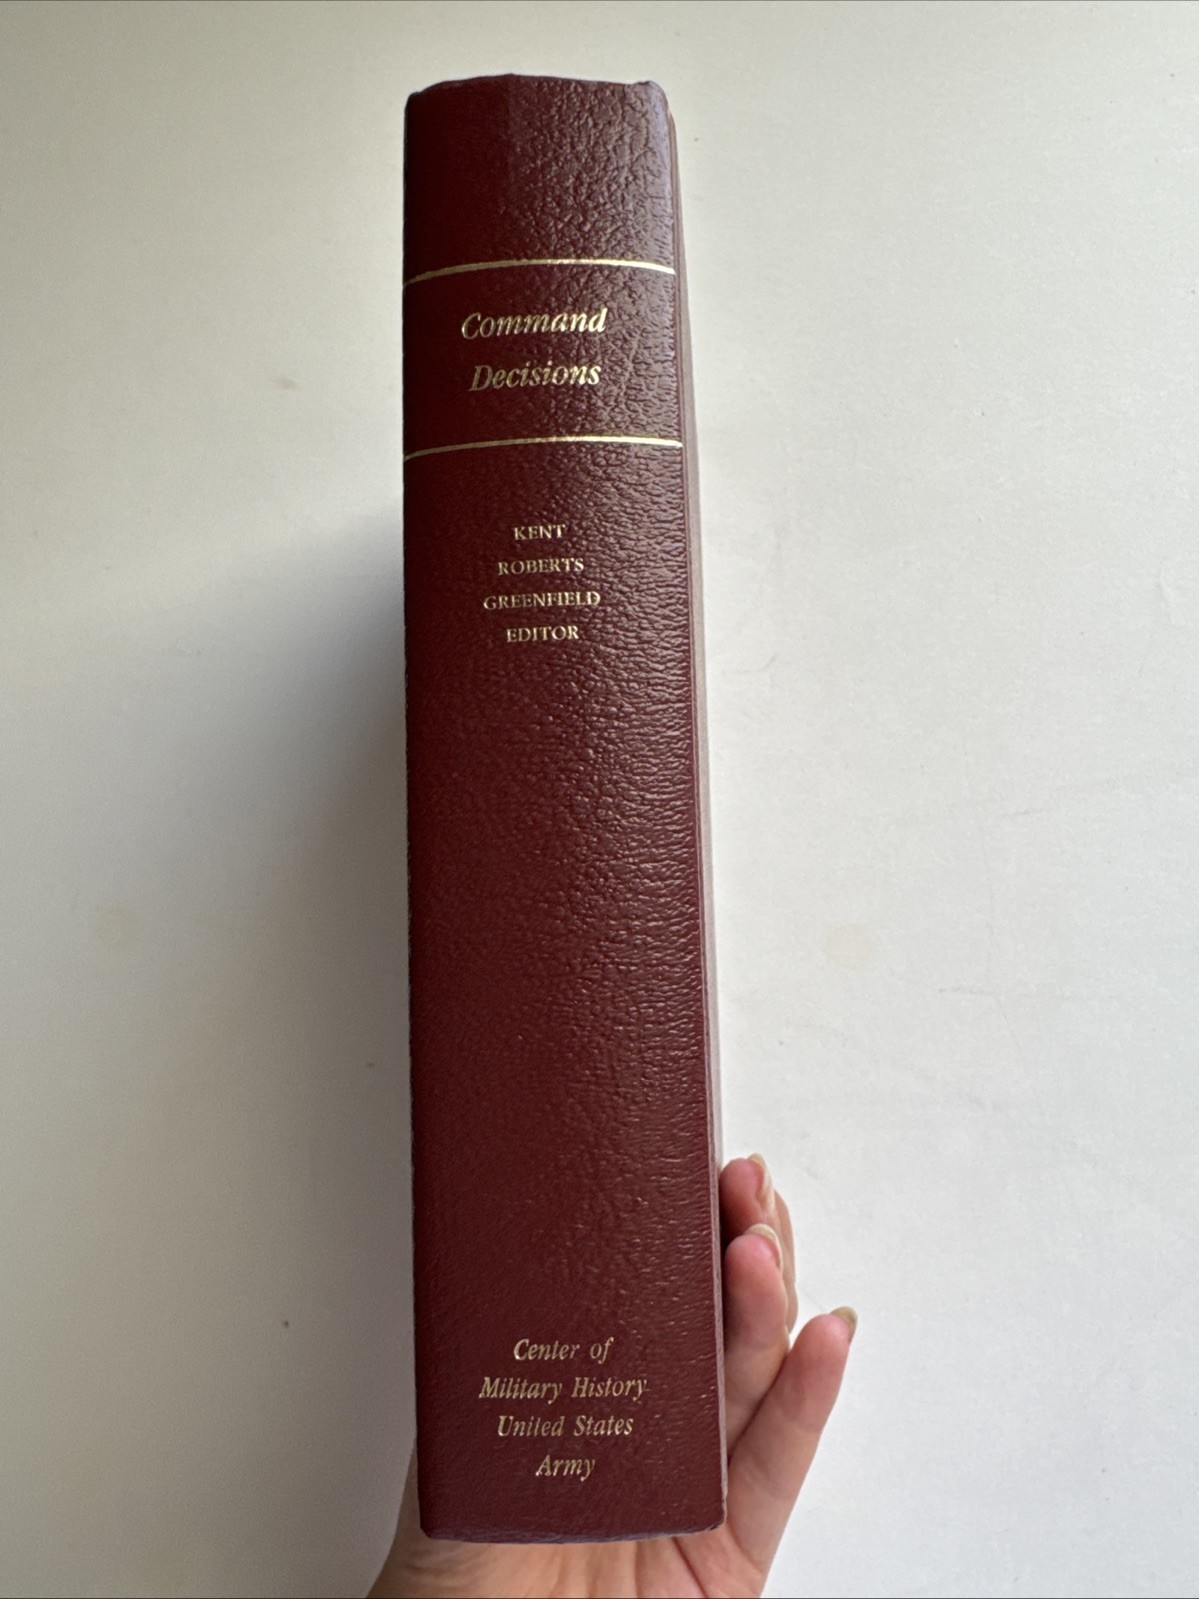 Command
Decisions
KENT
ROBERTS
GREENFIELD
EDITOR
Center of
Military History
United States
Army